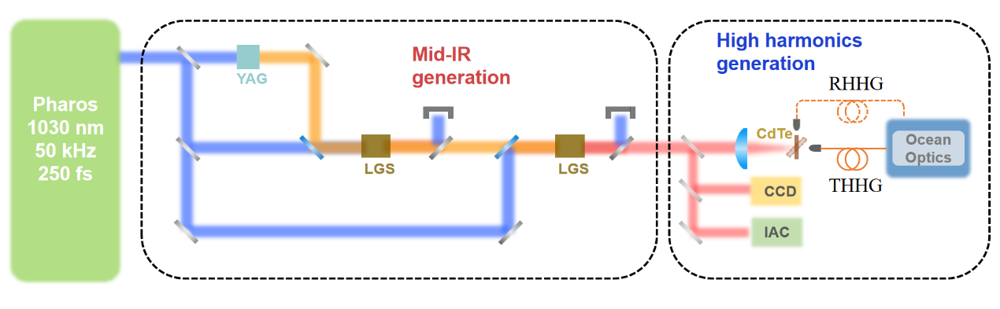 Pharos
1030 nm
50 kHz
250 fs
YAG
Mid-IR
generation
LGS
LGS
High harmonics
generation
RHHG
CdTe
Ocean
Optics
THHG
CCD
IAC